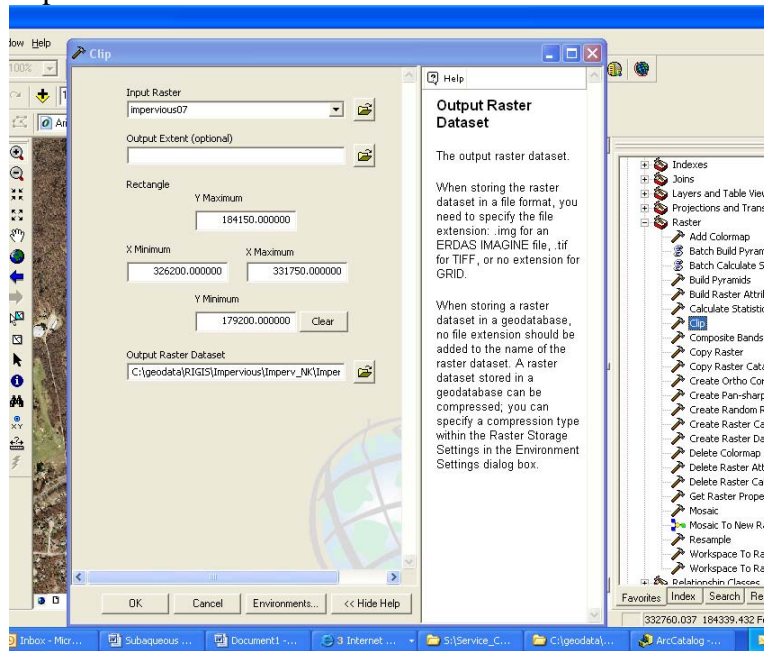 Help
Clip
100%
Input Raster
impervious07
Output Extent (optional)
Rectangle
Y Maximum
184150.000000
X Minimum
X Maximum
326200.000000
331750.000000
Y Minimum
179200.000000
Clear
Output Raster Dataset
C:\geodata\RIGIS\Impervious\Imperv_NK\Imper
OK
Cancel
Environments...
<< Hide Help
Help
Output Raster
Dataset
The output raster dataset.
When storing the raster
dataset in a file format, you
need to specify the file
extension: .img for an
ERDAS IMAGINE file, .tif
for TIFF, or no extension for
GRID.
When storing a raster
dataset in a geodatabase,
no file extension should be
added to the name of the
raster dataset. A raster
dataset stored in a
geodatabase can be
compressed; you can
specify a compression type
within the Raster Storage
Settings in the Environment
Settings dialog box.
Indexes
Joins
Layers and Table View
Projections and Trans
Raster
Add Colormap
Batch Build Pyram
Batch Calculate S
Build Pyramids
Build Raster Attri
Calculate Statistic
Clip
Composite Bands
Copy Raster
Copy Raster Cata
Create Ortho Cor
Create Pan-sharp
Create Random R
Create Raster Ca
Create Raster Da
Delete Colormap
Delete Raster Att
Delete Raster Ca
Get Raster Prope
Mosaic
Mosaic To New Ra
Resample
Workspace To Ra
Workspace To Ra
Relationship Classes
Favorites Index Search Re
332760.037 184339.432 Fe
Inbox - Micr...
Subaqueous ...
Document1 -...
3 Internet ...
S:\Service_C...
C:\geodata\...
ArcCatalog -...